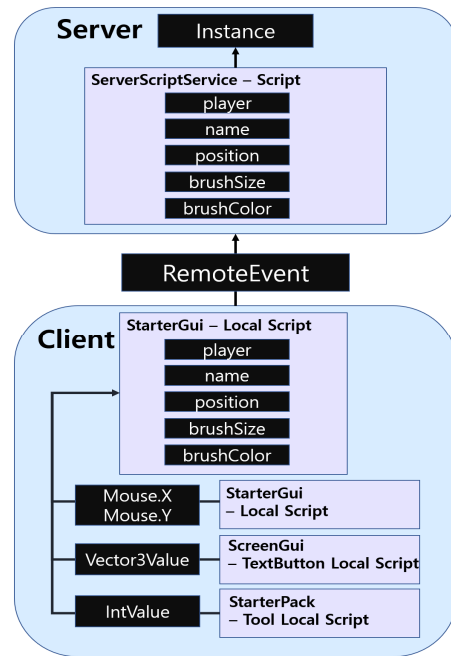 Server
Instance
ServerScriptService – Script
player
name
position
brushSize
brushColor
RemoteEvent
Client
StarterGui – Local Script
player
name
position
brushSize
brushColor
Mouse.X
Mouse.Y
StarterGui
– Local Script
Vector3Value
ScreenGui
– TextButton Local Script
IntValue
StarterPack
– Tool Local Script